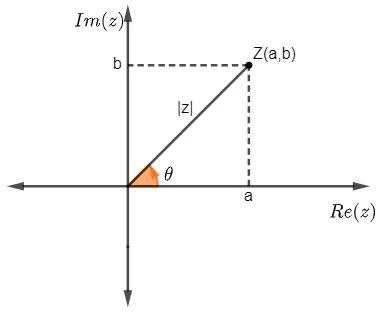 Im(z)
Z(a,b)
b
|z|
θ
a
Re(z)